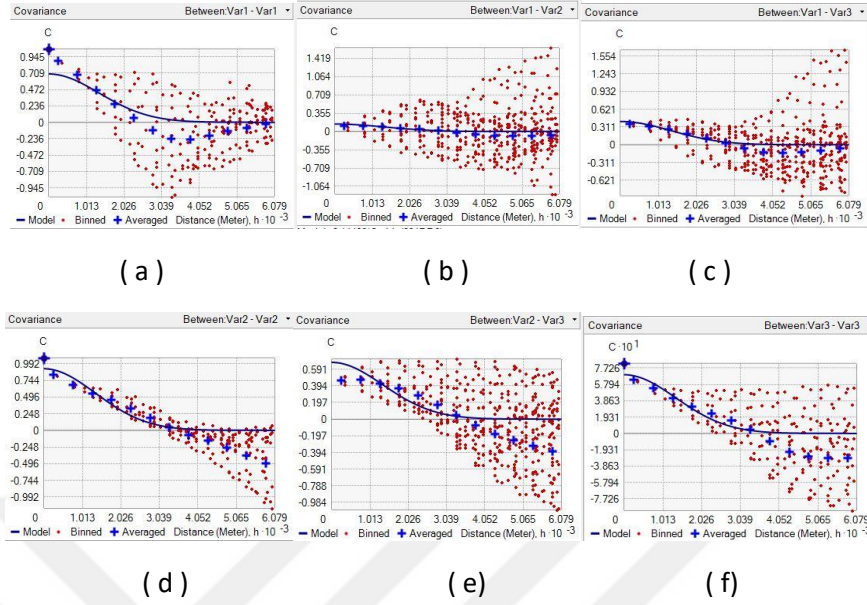 Covariance Between:Var1 - Var1
C
0.945
0.709
0.472
0.236
0
-0.236
-0.472
-0.709
-0.945
0 1.013 2.026 3.039 4.052 5.065 6.079
Model Binned Averaged Distance (Meter), h · 10 -3
( a )
Covariance Between:Var1 - Var2
C
1.419
1.064
0.709
0.355
0
-0.355
-0.709
-1.064
0 1.013 2.026 3.039 4.052 5.065 6.079
Model Binned Averaged Distance (Meter), h · 10 -3
( b )
Covariance Between:Var1 - Var3
C
1.554
1.243
0.932
0.621
0.311
0
-0.311
-0.621
0 1.013 2.026 3.039 4.052 5.065 6.079
Model Binned Averaged Distance (Meter), h · 10 -3
( c )
Covariance Between:Var2 - Var2
C
0.992
0.744
0.496
0.248
0
-0.248
-0.496
-0.744
-0.992
0 1.013 2.026 3.039 4.052 5.065 6.079
Model Binned Averaged Distance (Meter), h · 10 -3
( d )
Covariance Between:Var2 - Var3
C
0.591
0.394
0.197
0
-0.197
-0.394
-0.591
-0.788
-0.984
0 1.013 2.026 3.039 4.052 5.065 6.079
Model Binned Averaged Distance (Meter), h · 10 -3
( e)
Covariance Between:Var3 - Var3
C · 10 1
7.726
5.794
3.863
1.931
0
-1.931
-3.863
-5.794
-7.726
0 1.013 2.026 3.039 4.052 5.065 6.079
Model Binned Averaged Distance (Meter), h · 10 -3
(f)